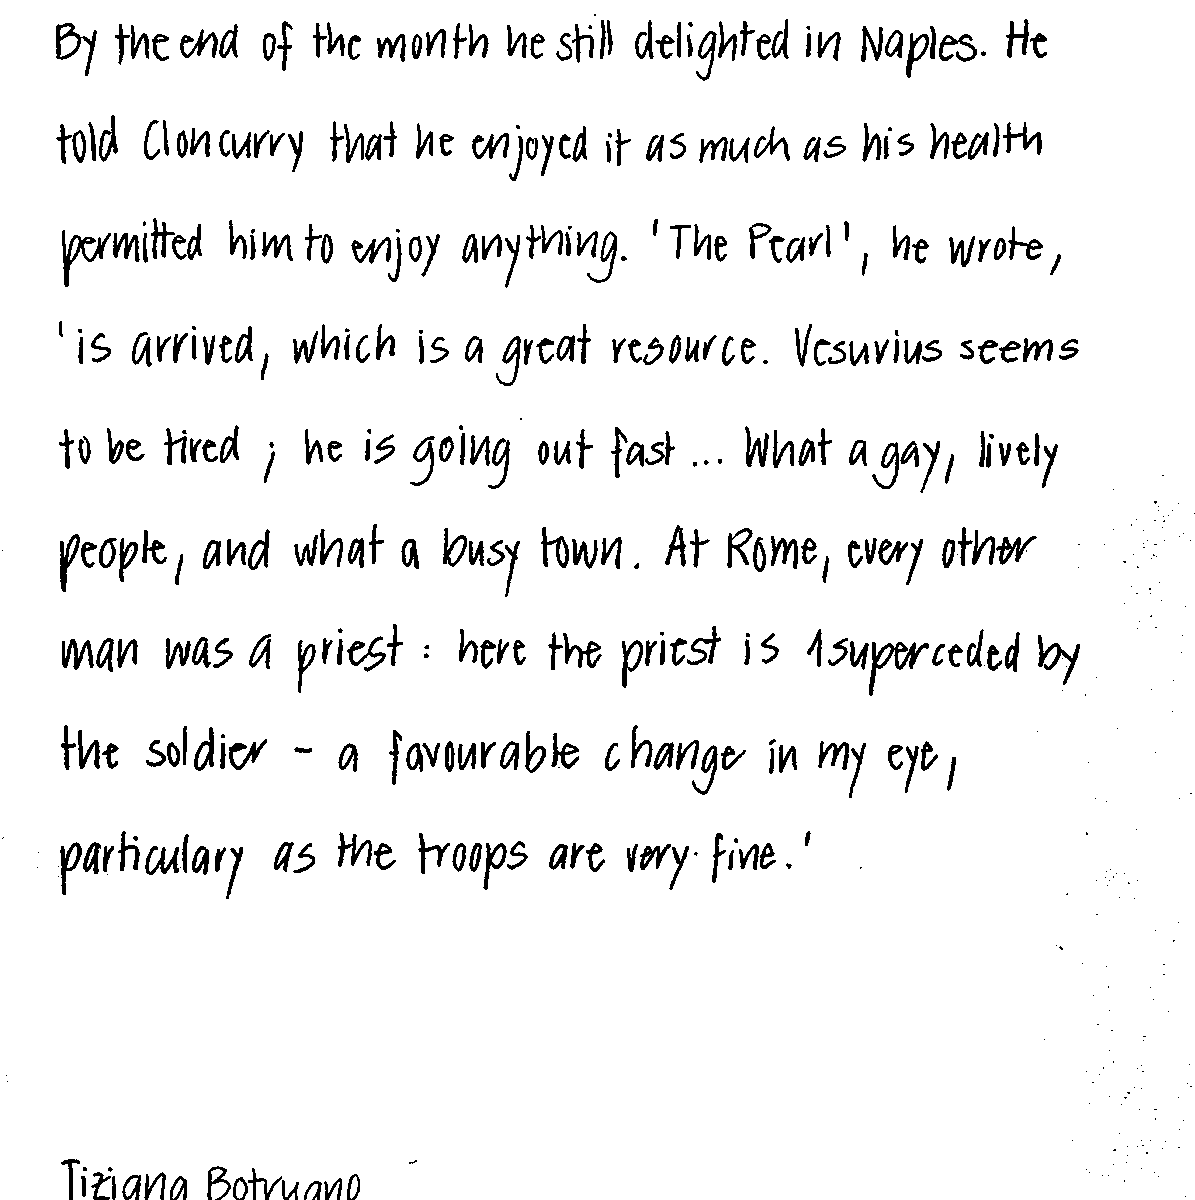 By the end of the month he still delighted in Naples. He
told Cloncurry that he enjoyed it as much as his health
permitted him to enjoy anything. 'The Pearl', he wrote,
'is arrived, which is a great resource. Vesuvius seems
to be tired ; he is going out fast ... What a gay, lively
people, and what a busy town. At Rome, every other
man was a priest : here the priest is 1superceded by
the soldier - a favourable change in my eye,
particulary as the troops are very fine.'
Tiziana Botruano